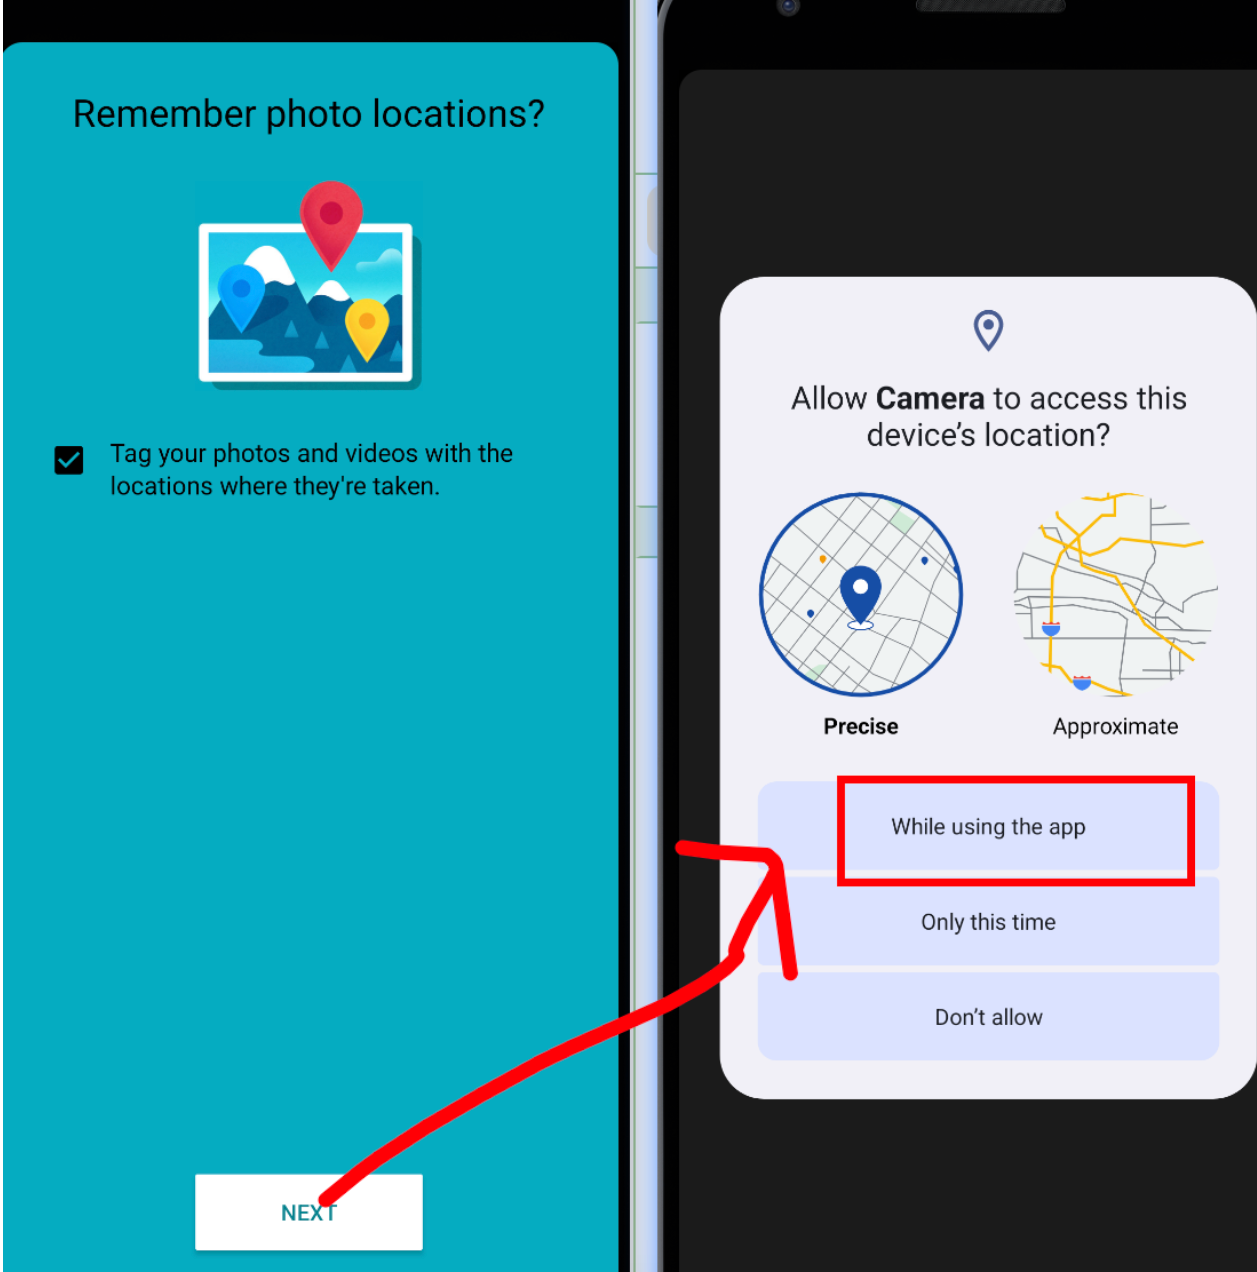 Remember photo locations?
Tag your photos and videos with the
locations where they're taken.
NEXT
Allow Camera to access this
device's location?
Precise
Approximate
While using the app
Only this time
Don't allow